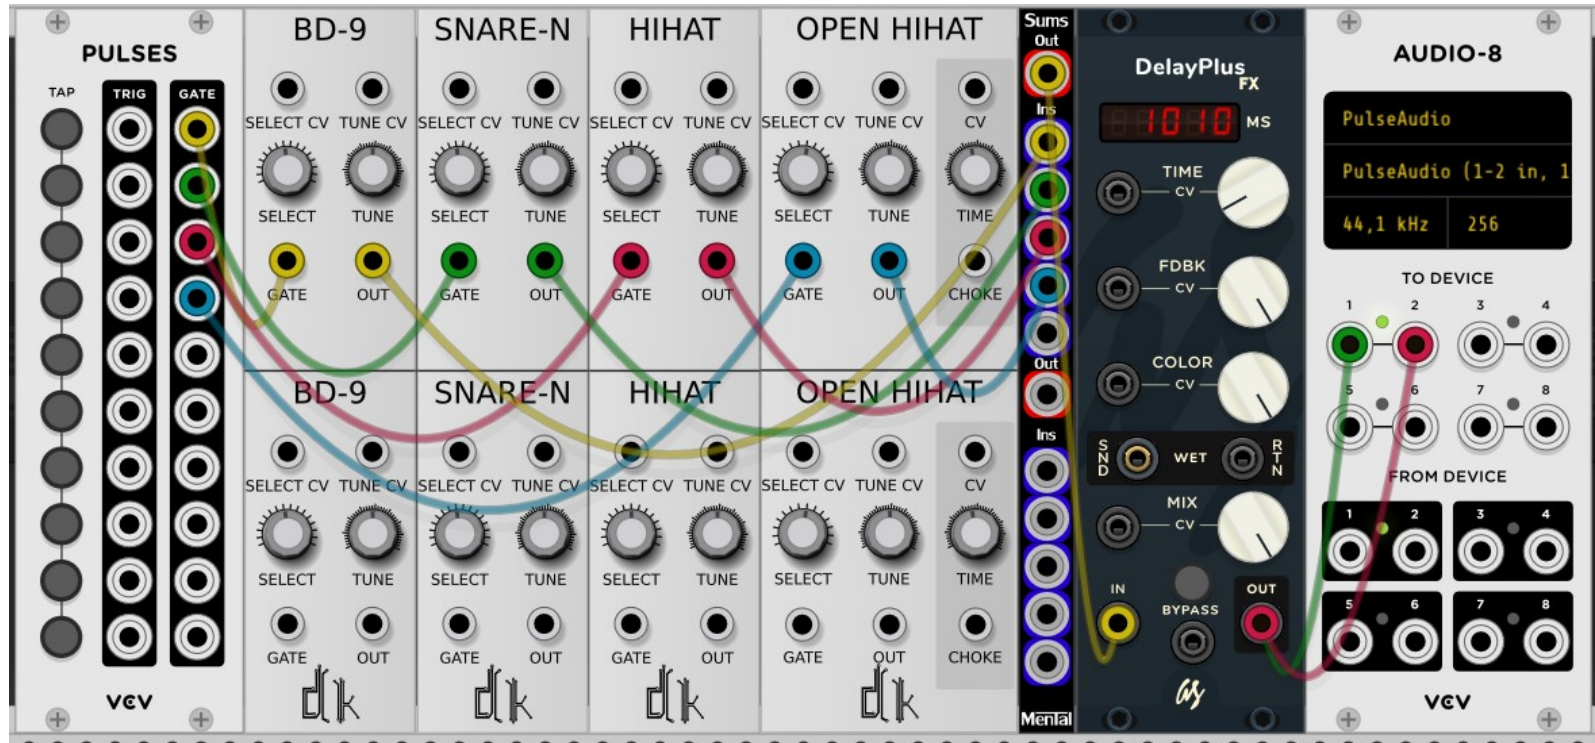 PULSES
TAP TRIG GATE
VCV
BD-9
SELECT CV TUNE CV
SELECT TUNE
GATE OUT
BD-9
SELECT CV TUNE CV
SELECT TUNE
GATE OUT
dlk
SNARE-N
SELECT CV TUNE CV
SELECT TUNE
GATE OUT
SNARE-N
SELECT CV TUNE CV
SELECT TUNE
GATE OUT
dlk
HIHAT
SELECT CV TUNE CV
SELECT TUNE
GATE OUT
HIHAT
SELECT CV TUNE CV
SELECT TUNE
GATE OUT
dlk
OPEN HIHAT
SELECT CV TUNE CV CV
SELECT TUNE TIME
GATE OUT CHOKE
OPEN HIHAT
SELECT CV TUNE CV CV
SELECT TUNE TIME
GATE OUT CHOKE
dlk
Sums
Out
Ins
Out
Ins
Mental
DelayPlus
FX
1010 MS
TIME
CV
FDBK
CV
COLOR
CV
SND WET RTN
MIX
CV
IN BYPASS OUT
as
AUDIO-8
PulseAudio
PulseAudio (1-2 in, 1
44,1 kHz 256
TO DEVICE
1 2 3 4
5 6 7 8
FROM DEVICE
1 2 3 4
5 6 7 8
VCV